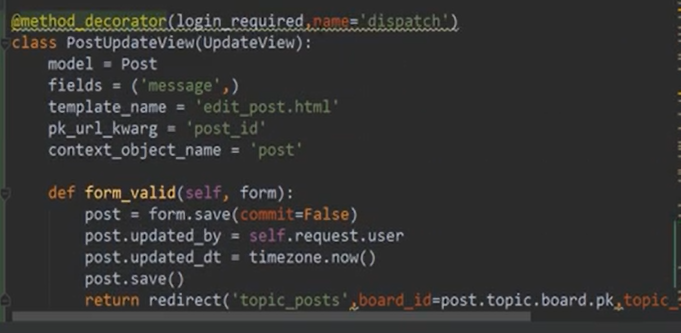 @method_decorator(login_required,name='dispatch')
class PostUpdateView(UpdateView):
    model = Post
    fields = ('message',)
    template_name = 'edit_post.html'
    pk_url_kwarg = 'post_id'
    context_object_name = 'post'
    def form_valid(self, form):
        post = form.save(commit=False)
        post.updated_by = self.request.user
        post.updated_dt = timezone.now()
        post.save()
        return redirect('topic_posts',board_id=post.topic.board.pk,topic_